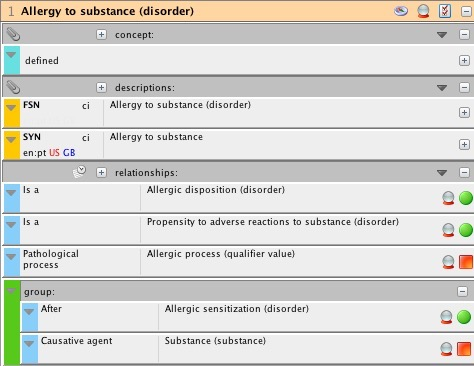 1 Allergy to substance (disorder)
concept:
defined
descriptions:
FSN ci Allergy to substance (disorder)
SYN ci Allergy to substance
en:pt US GB
relationships:
Is a Allergic disposition (disorder)
Is a Propensity to adverse reactions to substance (disorder)
Pathological Allergic process (qualifier value)
process
group:
After Allergic sensitization (disorder)
Causative agent Substance (substance)